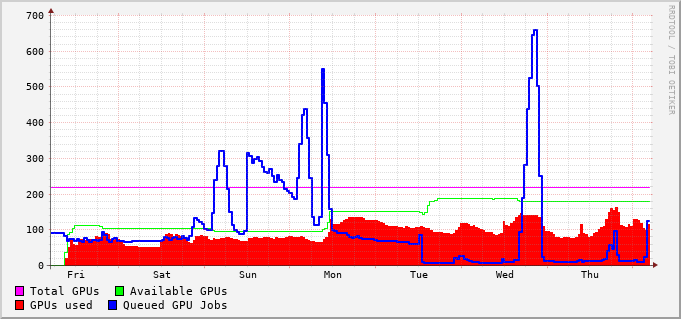 700
600
500
400
300
200
100
0
Fri Sat Sun Mon Tue Wed Thu
RRDTOOL / TOBI OETIKER
Total GPUs Available GPUs
GPUs used Queued GPU Jobs